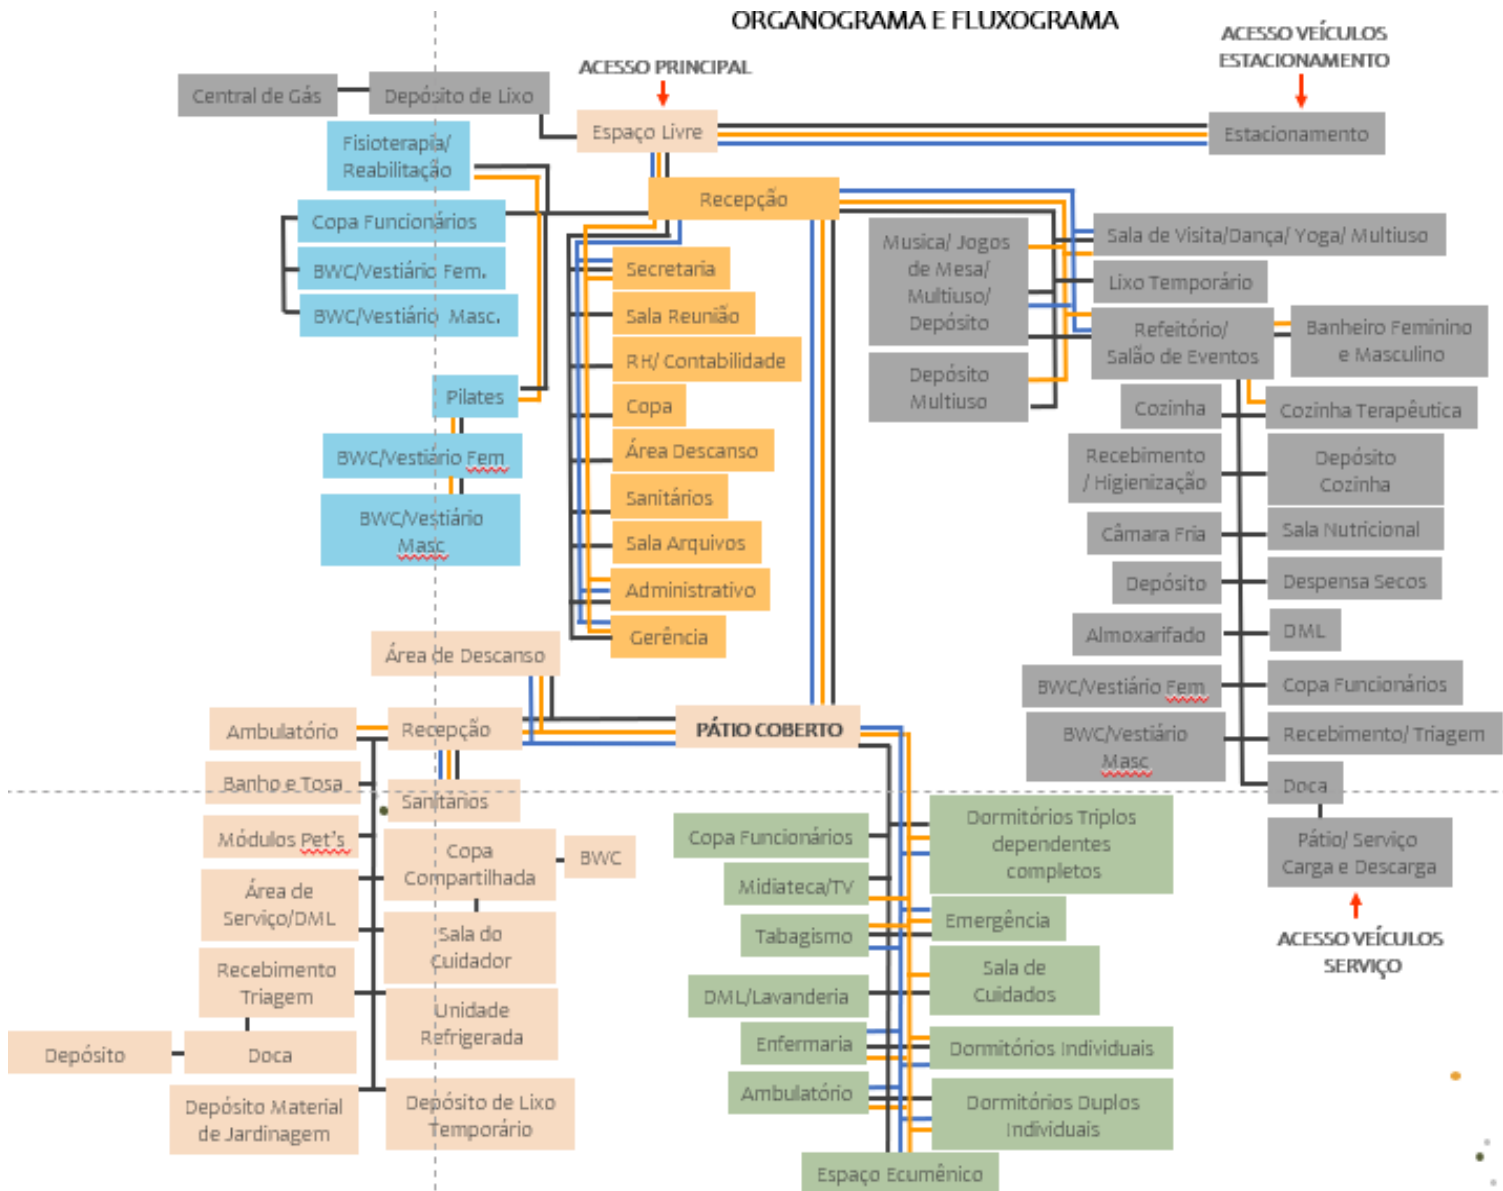 ORGANOGRAMA E FLUXOGRAMA
ACESSO VEÍCULOS
ESTACIONAMENTO
ACESSO PRINCIPAL
Central de Gás
Depósito de Lixo
Espaço Livre
Estacionamento
Fisioterapia/
Reabilitação
Copa Funcionários
BWC/Vestiário Fem.
BWC/Vestiário Masc.
Pilates
BWC/Vestiário Fem
BWC/Vestiário
Masc
Recepção
Secretaria
Sala Reunião
RH/ Contabilidade
Copa
Área Descanso
Sanitários
Sala Arquivos
Administrativo
Gerência
Musica/ Jogos
de Mesa/
Multiuso/
Depósito
Depósito
Multiuso
Sala de Visita/Dança/ Yoga/ Multiuso
Lixo Temporário
Refeitório/
Salão de Eventos
Banheiro Feminino
e Masculino
Cozinha
Cozinha Terapêutica
Recebimento
/ Higienização
Depósito
Cozinha
Câmara Fria
Sala Nutricional
Depósito
Despensa Secos
Almoxarifado
DML
BWC/Vestiário Fem
Copa Funcionários
BWC/Vestiário
Masc
Recebimento/ Triagem
Doca
Pátio/ Serviço
Carga e Descarga
ACESSO VEÍCULOS
SERVIÇO
Área de Descanso
Ambulatório
Recepção
PÁTIO COBERTO
Banho e Tosa
Sanitários
Módulos Pet's
Copa
Compartilhada
BWC
Área de
Serviço/DML
Sala do
Cuidador
Recebimento
Triagem
Unidade
Refrigerada
Depósito
Doca
Depósito Material
de Jardinagem
Depósito de Lixo
Temporário
Copa Funcionários
Dormitórios Triplos
dependentes
completos
Midiateca/TV
Emergência
Tabagismo
Sala de
Cuidados
DML/Lavanderia
Enfermaria
Dormitórios Individuais
Ambulatório
Dormitórios Duplos
Individuais
Espaço Ecumênico